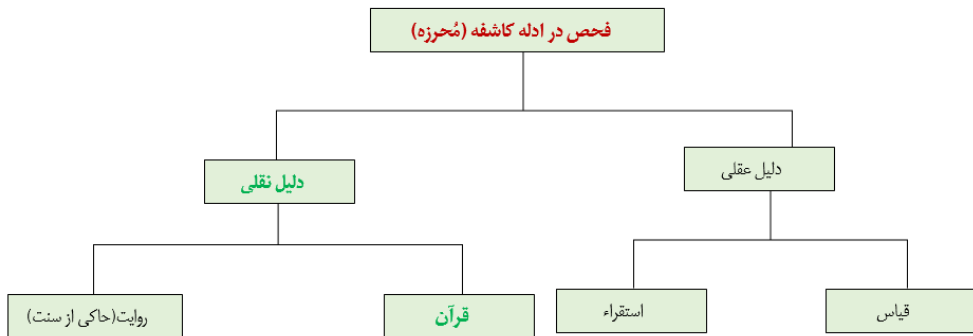 فحص در ادله کاشفه (مُحرزه)
دلیل عقلی
دلیل نقلی
قیاس
استقراء
قرآن
روایت(حاکی از سنت)